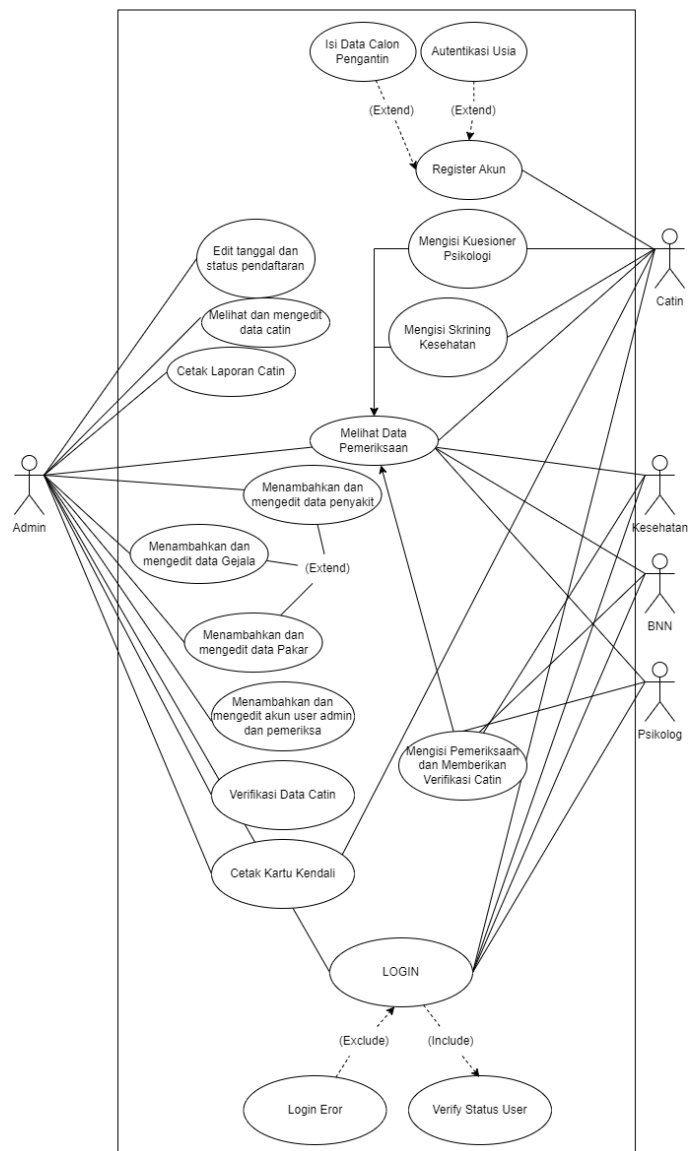 Isi Data Calon
Pengantin
Autentikasi Usia
(Extend)
(Extend)
Register Akun
Mengisi Kuesioner
Psikologi
Edit tanggal dan
status pendaftaran
Catin
Melihat dan mengedit
data catin
Mengisi Skrining
Kesehatan
Cetak Laporan Catin
Melihat Data
Pemeriksaan
Admin
Menambahkan dan
mengedit data penyakit
Kesehatan
Menambahkan dan
mengedit data Gejala
(Extend)
BNN
Menambahkan dan
mengedit data Pakar
Menambahkan dan
mengedit akun user admin
dan pemeriksa
Psikolog
Mengisi Pemeriksaan
dan Memberikan
Verifikasi Catin
Verifikasi Data Catin
Cetak Kartu Kendali
LOGIN
(Exclude)
(Include)
Login Eror
Verify Status User